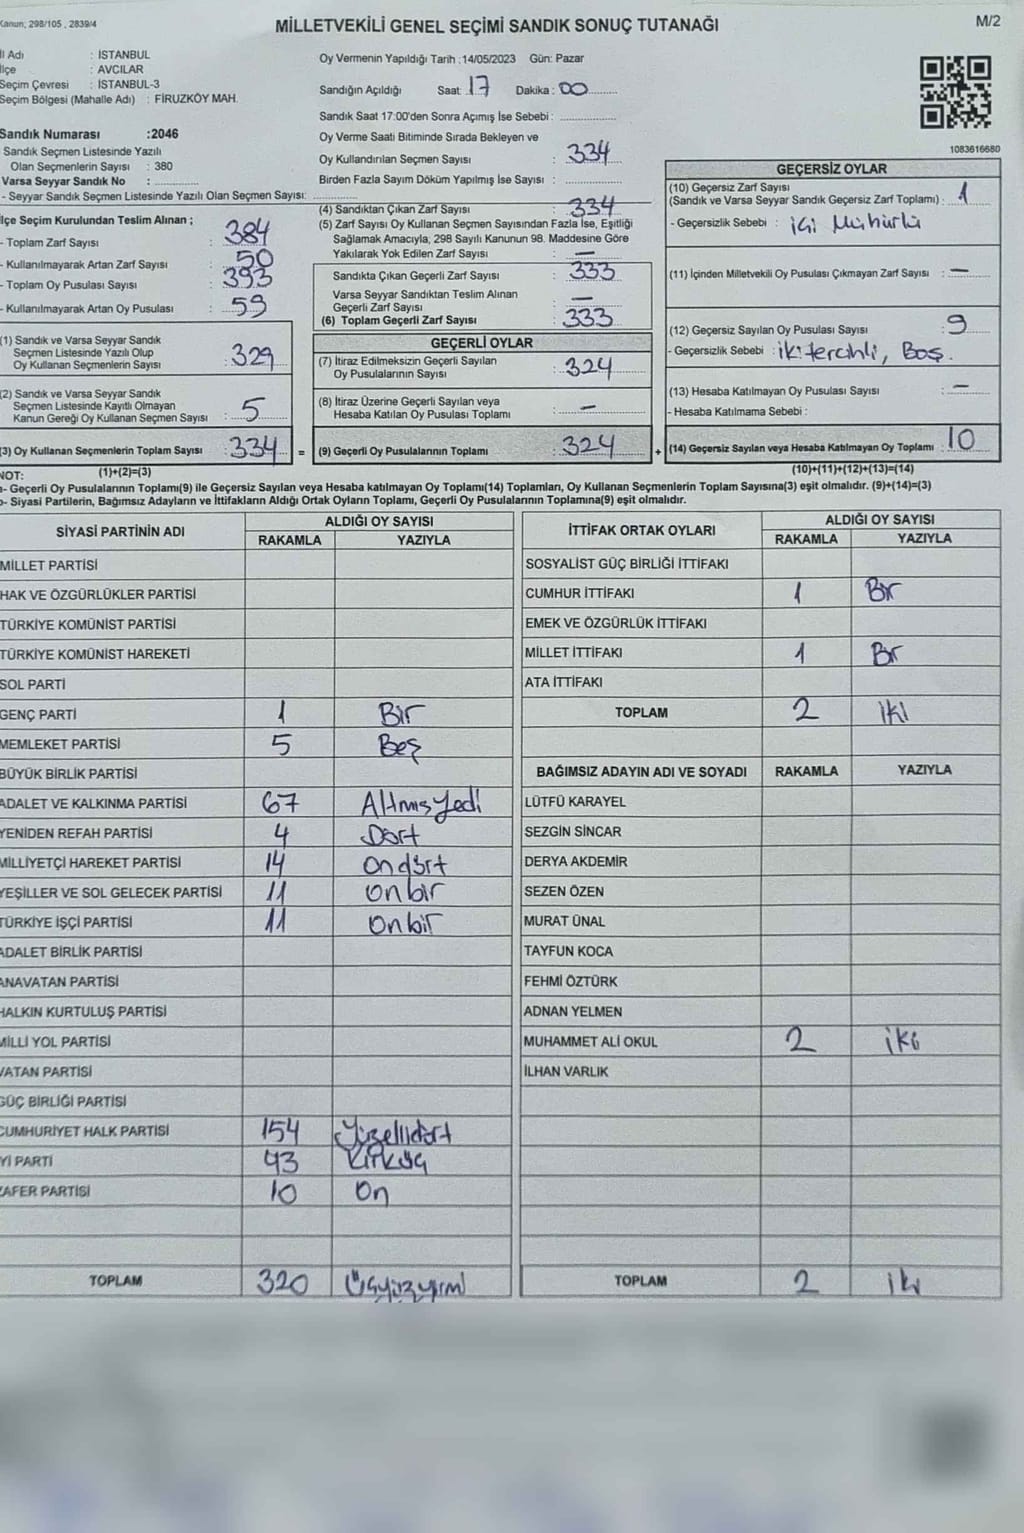 Kanun; 298/105 , 2839/4
MİLLETVEKİLİ GENEL SEÇİMİ SANDIK SONUÇ TUTANAĞI
M/2
İl Adı : İSTANBUL
İlçe : AVCILAR
Seçim Çevresi : İSTANBUL-3
Seçim Bölgesi (Mahalle Adı) : FİRUZKÖY MAH.
Sandık Numarası :2046
Sandık Seçmen Listesinde Yazılı
Olan Seçmenlerin Sayısı : 380
Varsa Seyyar Sandık No :
- Seyyar Sandık Seçmen Listesinde Yazılı Olan Seçmen Sayısı:
Oy Vermenin Yapıldığı Tarih :14/05/2023 Gün: Pazar
Sandığın Açıldığı Saat: 17 Dakika : 00
Sandık Saat 17:00'den Sonra Açımış İse Sebebi :
Oy Verme Saati Bitiminde Sırada Bekleyen ve
Oy Kullandırılan Seçmen Sayısı : 334
Birden Fazla Sayım Döküm Yapılmış İse Sayısı :
1083616680
İlçe Seçim Kurulundan Teslim Alınan ;
- Toplam Zarf Sayısı : 384
- Kullanılmayarak Artan Zarf Sayısı : 50
- Toplam Oy Pusulası Sayısı : 393
- Kullanılmayarak Artan Oy Pusulası : 59
(1) Sandık ve Varsa Seyyar Sandık
Seçmen Listesinde Yazılı Olup
Oy Kullanan Seçmenlerin Sayısı : 329
(2) Sandık ve Varsa Seyyar Sandık
Seçmen Listesinde Kayıtlı Olmayan
Kanun Gereği Oy Kullanan Seçmen Sayısı : 5
(3) Oy Kullanan Seçmenlerin Toplam Sayısı : 334 =
(1)+(2)=(3)
(4) Sandıktan Çıkan Zarf Sayısı : 334
(5) Zarf Sayısı Oy Kullanan Seçmen Sayısından Fazla İse, Eşitliği
Sağlamak Amacıyla; 298 Sayılı Kanunun 98. Maddesine Göre
Yakılarak Yok Edilen Zarf Sayısı : —
Sandıkta Çıkan Geçerli Zarf Sayısı : 333
Varsa Seyyar Sandıktan Teslim Alınan
Geçerli Zarf Sayısı : —
(6) Toplam Geçerli Zarf Sayısı : 333
GEÇERLİ OYLAR
(7) İtiraz Edilmeksizin Geçerli Sayılan
Oy Pusulalarının Sayısı : 324
(8) İtiraz Üzerine Geçerli Sayılan veya
Hesaba Katılan Oy Pusulası Toplamı : —
(9) Geçerli Oy Pusulalarının Toplamı : 324 +
GEÇERSİZ OYLAR
(10) Geçersiz Zarf Sayısı
(Sandık ve Varsa Seyyar Sandık Geçersiz Zarf Toplamı) : 1
- Geçersizlik Sebebi : içi Mühürlü
(11) İçinden Milletvekili Oy Pusulası Çıkmayan Zarf Sayısı : —
(12) Geçersiz Sayılan Oy Pusulası Sayısı : 9
- Geçersizlik Sebebi : iki tercihli, Boş.
(13) Hesaba Katılmayan Oy Pusulası Sayısı : —
- Hesaba Katılmama Sebebi :
(14) Geçersiz Sayılan veya Hesaba Katılmayan Oy Toplamı : 10
(10)+(11)+(12)+(13)=(14)
NOT:
a- Geçerli Oy Pusulalarının Toplamı(9) ile Geçersiz Sayılan veya Hesaba katılmayan Oy Toplamı(14) Toplamları, Oy Kullanan Seçmenlerin Toplam Sayısına(3) eşit olmalıdır. (9)+(14)=(3)
b- Siyasi Partilerin, Bağımsız Adayların ve İttifakların Aldığı Ortak Oyların Toplamı, Geçerli Oy Pusulalarının Toplamına(9) eşit olmalıdır.
SİYASİ PARTİNİN ADI ALDIĞI OY SAYISI
RAKAMLA YAZIYLA
MİLLET PARTİSİ
HAK VE ÖZGÜRLÜKLER PARTİSİ
TÜRKİYE KOMÜNİST PARTİSİ
TÜRKİYE KOMÜNİST HAREKETİ
SOL PARTİ
GENÇ PARTİ 1 Bir
MEMLEKET PARTİSİ 5 Beş
BÜYÜK BİRLİK PARTİSİ
ADALET VE KALKINMA PARTİSİ 67 Altmışyedi
YENİDEN REFAH PARTİSİ 4 Dört
MİLLİYETÇİ HAREKET PARTİSİ 14 Ondört
YEŞİLLER VE SOL GELECEK PARTİSİ 11 Onbir
TÜRKİYE İŞÇİ PARTİSİ 11 Onbir
ADALET BİRLİK PARTİSİ
ANAVATAN PARTİSİ
HALKIN KURTULUŞ PARTİSİ
MİLLİ YOL PARTİSİ
VATAN PARTİSİ
GÜÇ BİRLİĞİ PARTİSİ
CUMHURİYET HALK PARTİSİ 154 Yüzellidört
İYİ PARTİ 43 Kırküç
ZAFER PARTİSİ 10 On
TOPLAM 320 Üçyüzyirmi
İTTİFAK ORTAK OYLARI ALDIĞI OY SAYISI
RAKAMLA YAZIYLA
SOSYALİST GÜÇ BİRLİĞİ İTTİFAKI
CUMHUR İTTİFAKI 1 Bir
EMEK VE ÖZGÜRLÜK İTTİFAKI
MİLLET İTTİFAKI 1 Bir
ATA İTTİFAKI
TOPLAM 2 iki
BAĞIMSIZ ADAYIN ADI VE SOYADI RAKAMLA YAZIYLA
LÜTFÜ KARAYEL
SEZGİN SİNCAR
DERYA AKDEMİR
SEZEN ÖZEN
MURAT ÜNAL
TAYFUN KOCA
FEHMİ ÖZTÜRK
ADNAN YELMEN
MUHAMMET ALİ OKUL 2 iki
İLHAN VARLIK
TOPLAM 2 iki